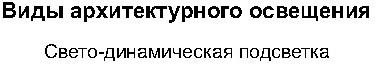 Виды архитектурного освещения
Свето-динамическая подсветка